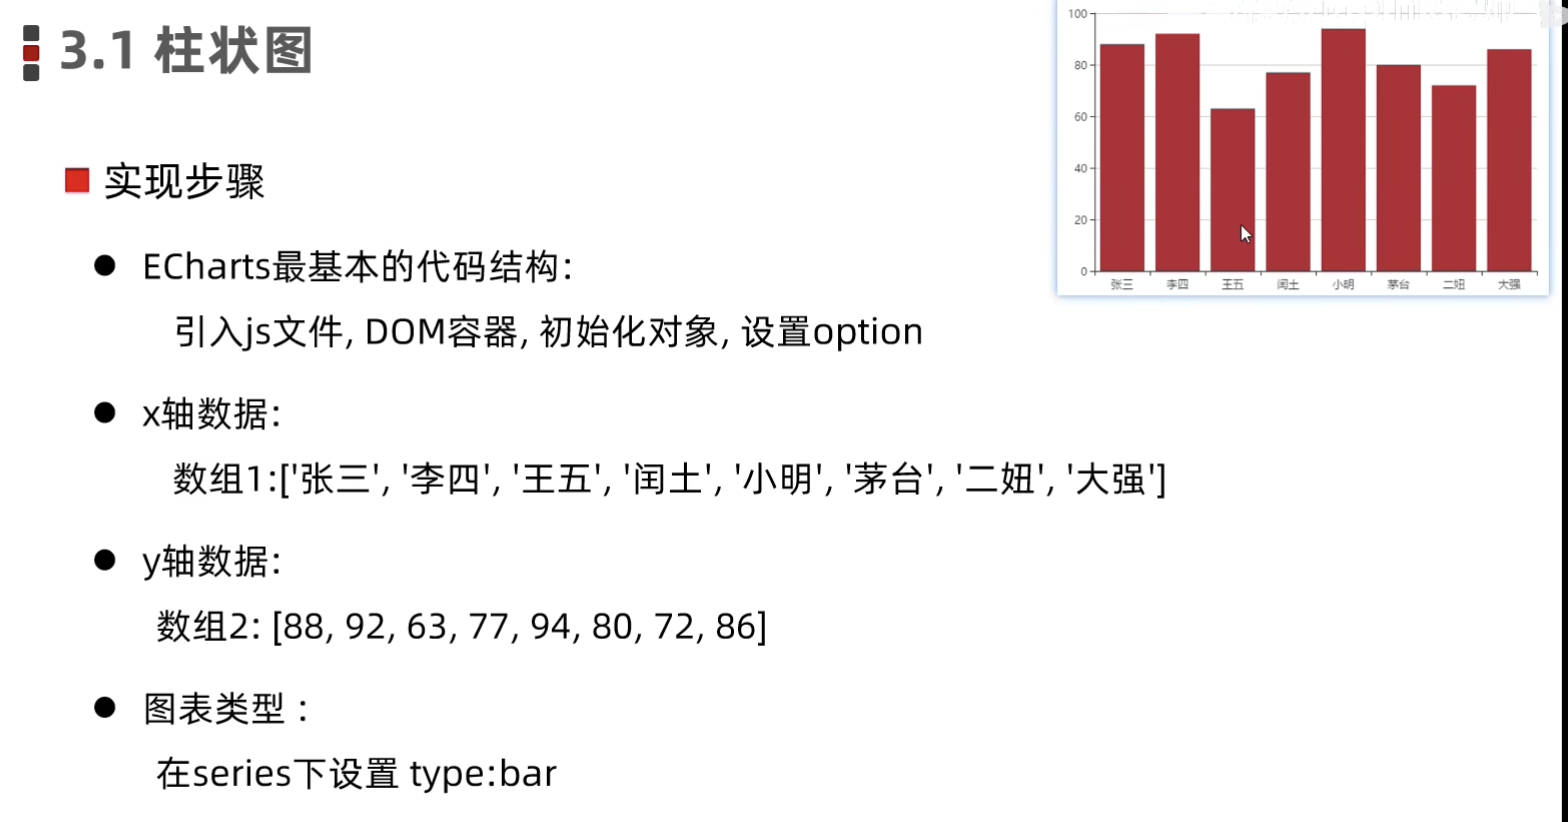 3.1 柱状图
实现步骤
ECharts最基本的代码结构:
引入js文件, DOM容器, 初始化对象, 设置option
x轴数据:
数组1:['张三', '李四', '王五', '闰土', '小明', '茅台', '二妞', '大强']
y轴数据:
数组2: [88, 92, 63, 77, 94, 80, 72, 86]
图表类型 :
在series下设置 type:bar
100
80
60
40
20
0
张三 李四 王五 闰土 小明 茅台 二妞 大强